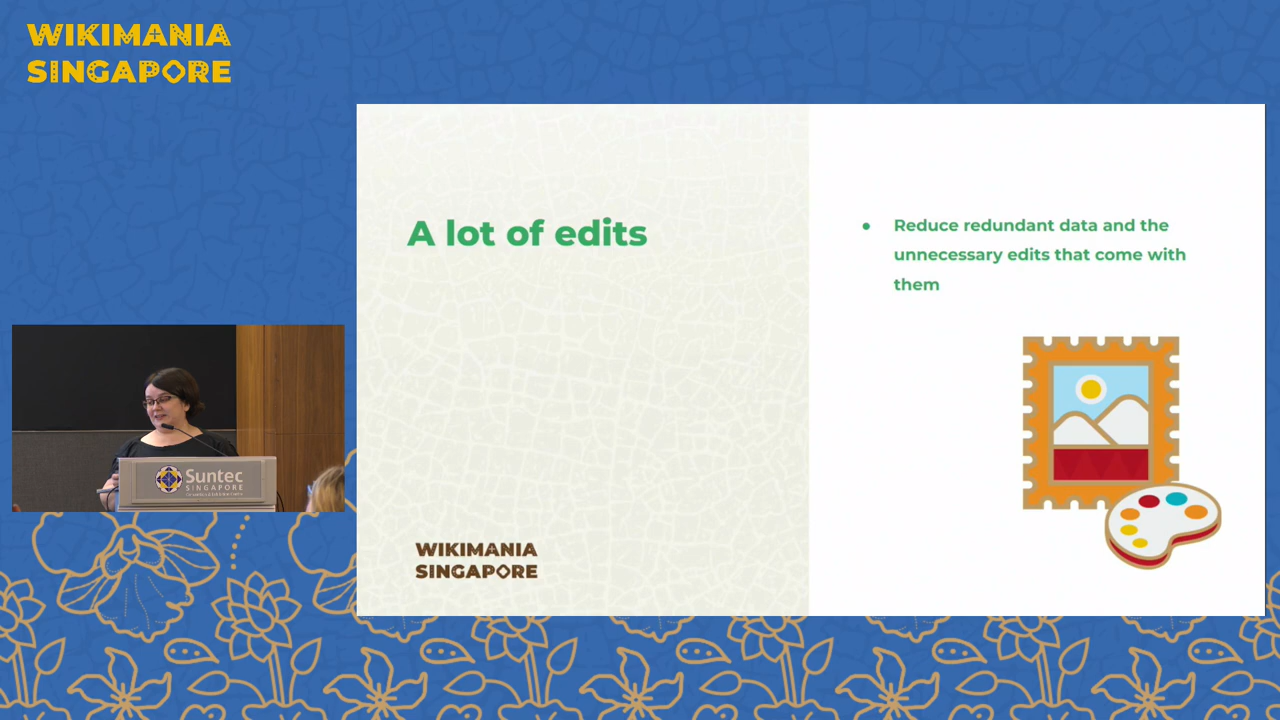 WIKIMANIA
SINGAPORE
A lot of edits
● Reduce redundant data and the
unnecessary edits that come with
them
Suntec
SINGAPORE
WIKIMANIA
SINGAPORE